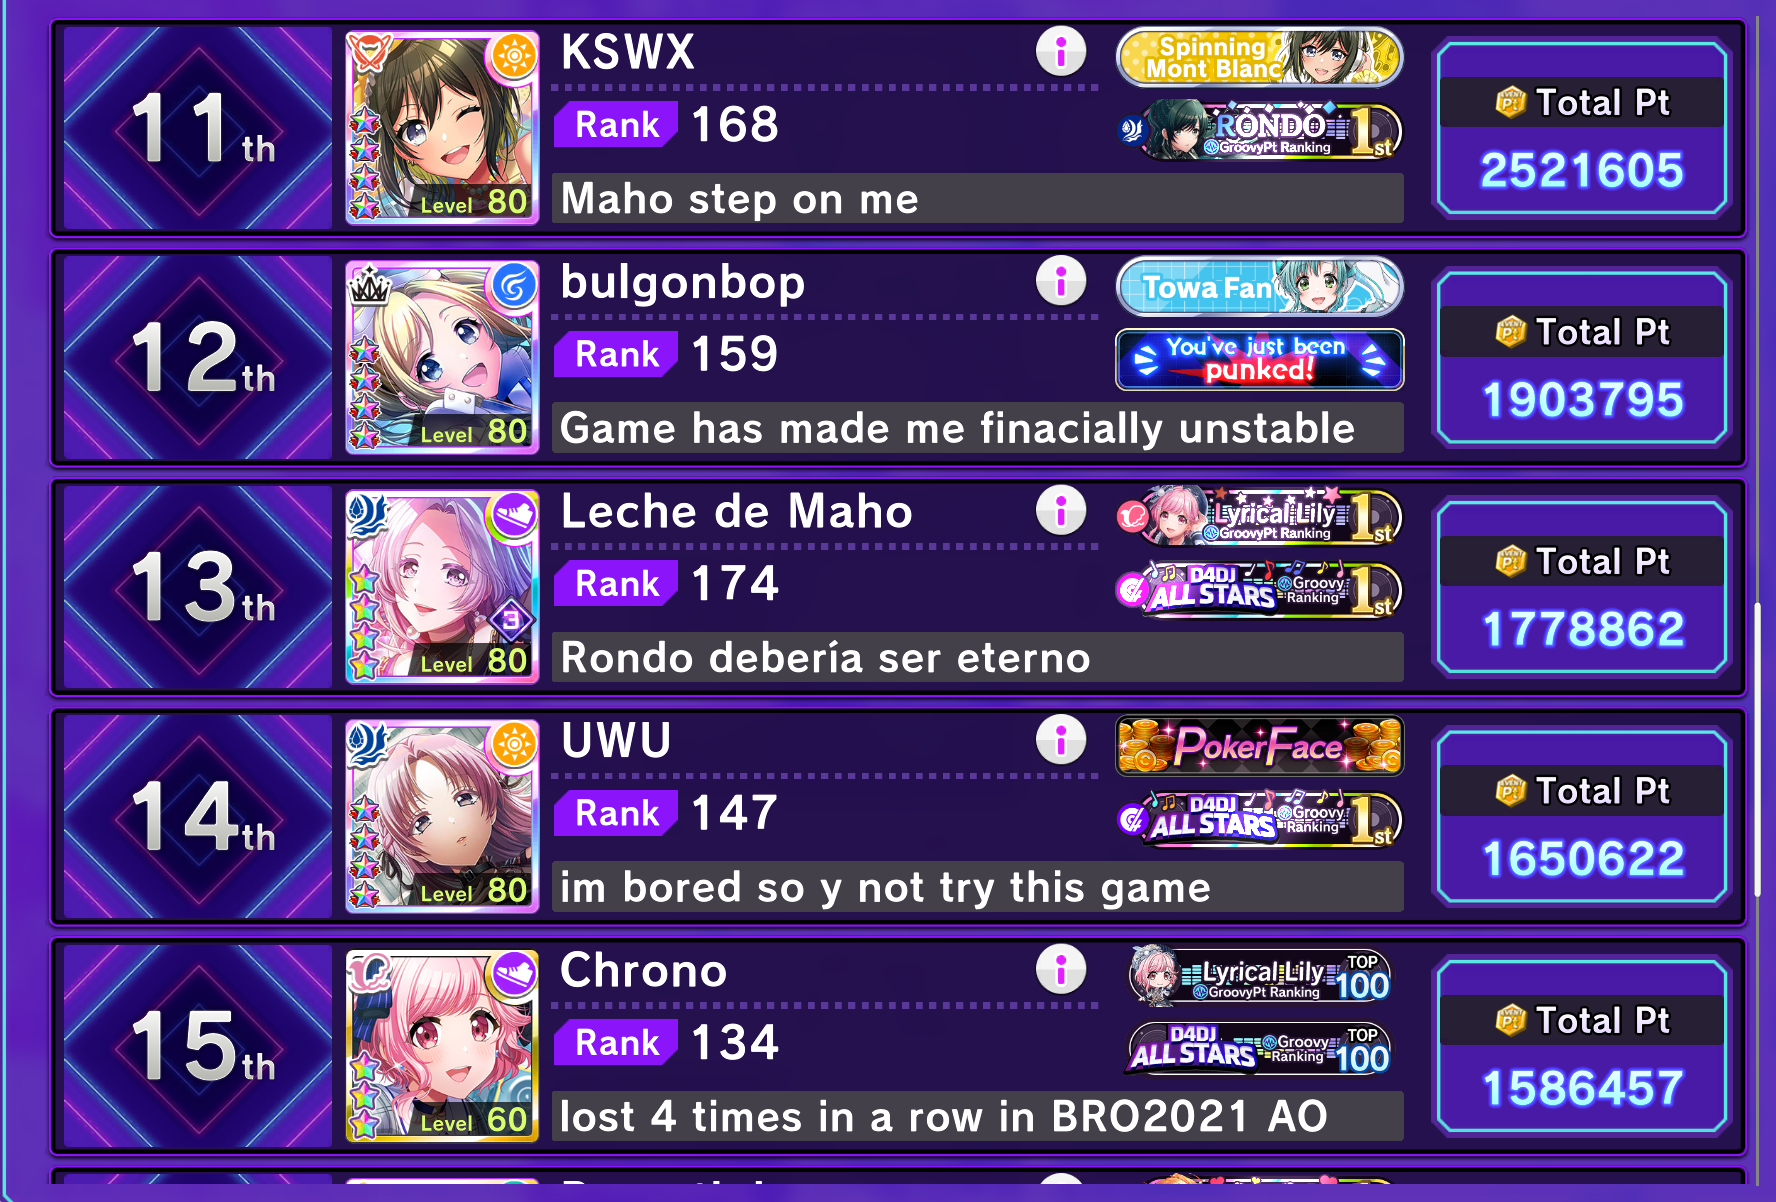 11th
Level 80
KSWX
Rank 168
Maho step on me
Spinning
Mont Blanc
RONDO
GroovyPt Ranking
1st
Total Pt
2521605
12th
Level 80
bulgonbop
Rank 159
Game has made me finacially unstable
Towa Fan
You've just been
punked!
Total Pt
1903795
13th
3
Level 80
Leche de Maho
Rank 174
Rondo debería ser eterno
Lyrical Lily
GroovyPt Ranking
1st
D4DJ
ALL STARS
Groovy
Ranking
1st
Total Pt
1778862
14th
Level 80
UWU
Rank 147
im bored so y not try this game
PokerFace
D4DJ
ALL STARS
Groovy
Ranking
1st
Total Pt
1650622
15th
Level 60
Chrono
Rank 134
lost 4 times in a row in BRO2021 AO
Lyrical Lily
GroovyPt Ranking
TOP
100
D4DJ
ALL STARS
Groovy
Ranking
TOP
100
Total Pt
1586457